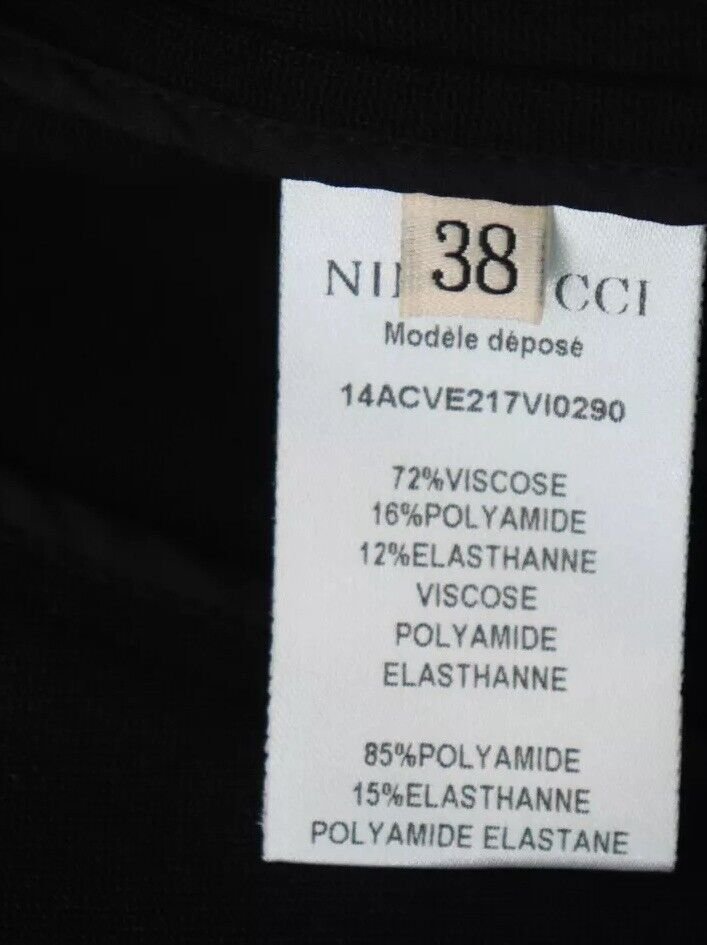 38
NI CCI
Modèle déposé
14ACVE217VI0290
72%VISCOSE
16%POLYAMIDE
12%ELASTHANNE
VISCOSE
POLYAMIDE
ELASTHANNE
85%POLYAMIDE
15%ELASTHANNE
POLYAMIDE ELASTANE